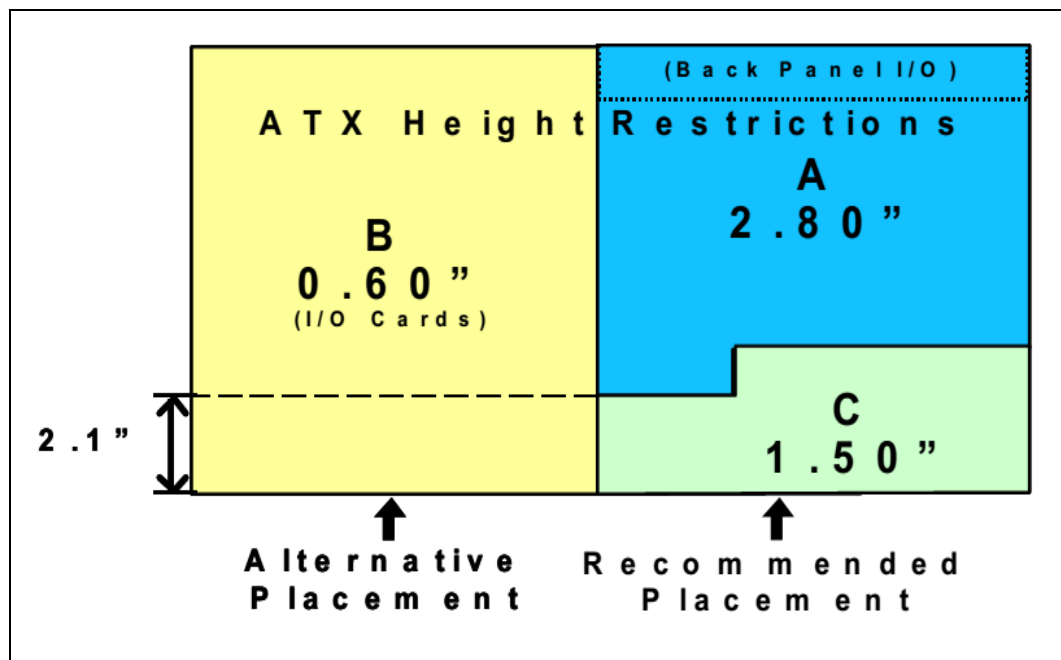 (Back Panel I/O)
ATX Height Restrictions
A
2.80”
B
0.60”
(I/O Cards)
C
1.50”
2.1”
Alternative
Placement
Recommended
Placement